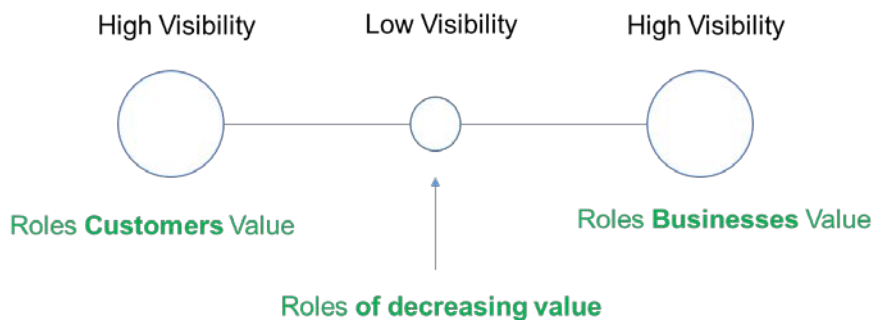 High Visibility
Low Visibility
High Visibility
Roles Customers Value
Roles Businesses Value
Roles of decreasing value